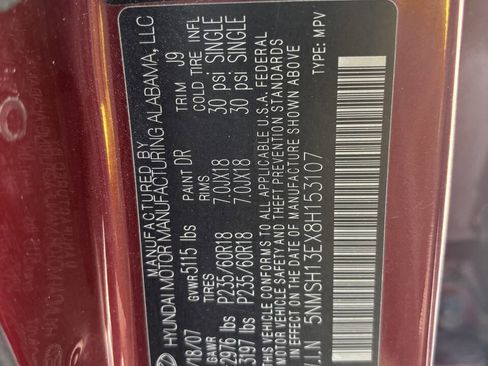 MANUFACTURED BY
HYUNDAI MOTOR MANUFACTURING ALABAMA, LLC
/18/07 GVWR 5115 lbs PAINT DR TRIM J9
GAWR RIMS COLD TIRE INFL
2976 lbs P235/60R18 7.0JX18 30 psi SINGLE
3197 lbs P235/60R18 7.0JX18 30 psi SINGLE
THIS VEHICLE CONFORMS TO ALL APPLICABLE U.S.A. FEDERAL
MOTOR VEHICLE SAFETY AND THEFT PREVENTION STANDARDS
IN EFFECT ON THE DATE OF MANUFACTURE SHOWN ABOVE
V.I.N 5NMSH13EX8H153107 TYPE: MPV